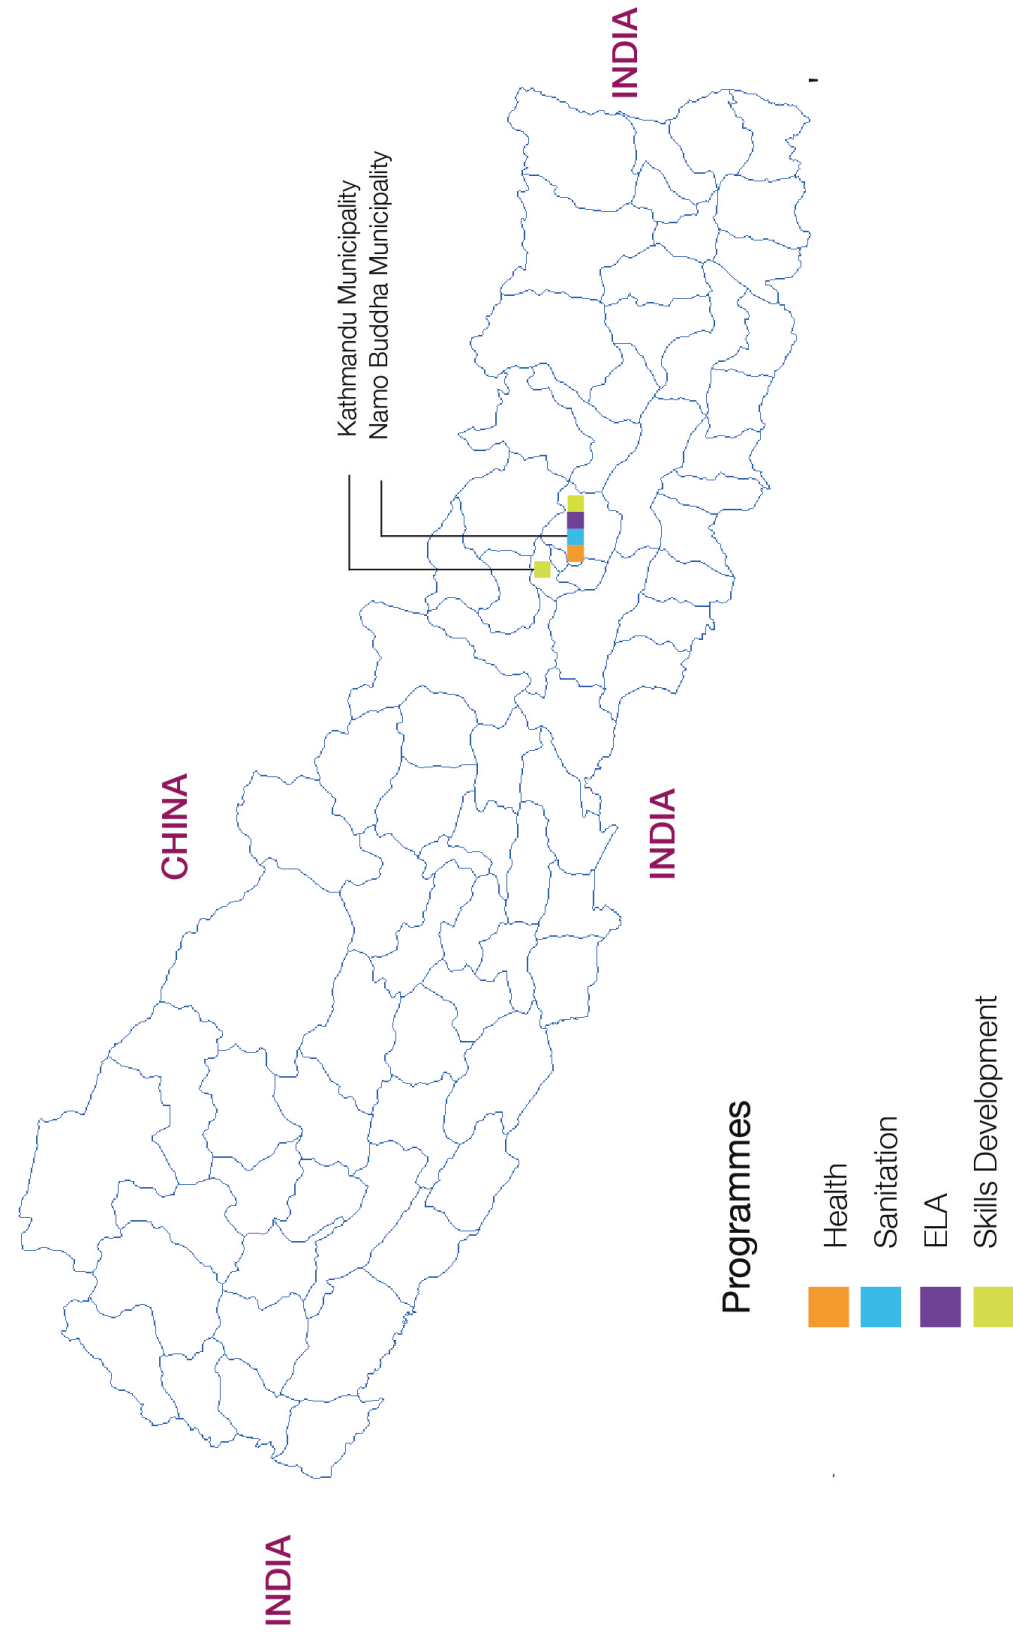 CHINA
Kathmandu Municipality
Namo Buddha Municipality
INDIA
INDIA
INDIA
Programmes
Health
Sanitation
ELA
Skills Development